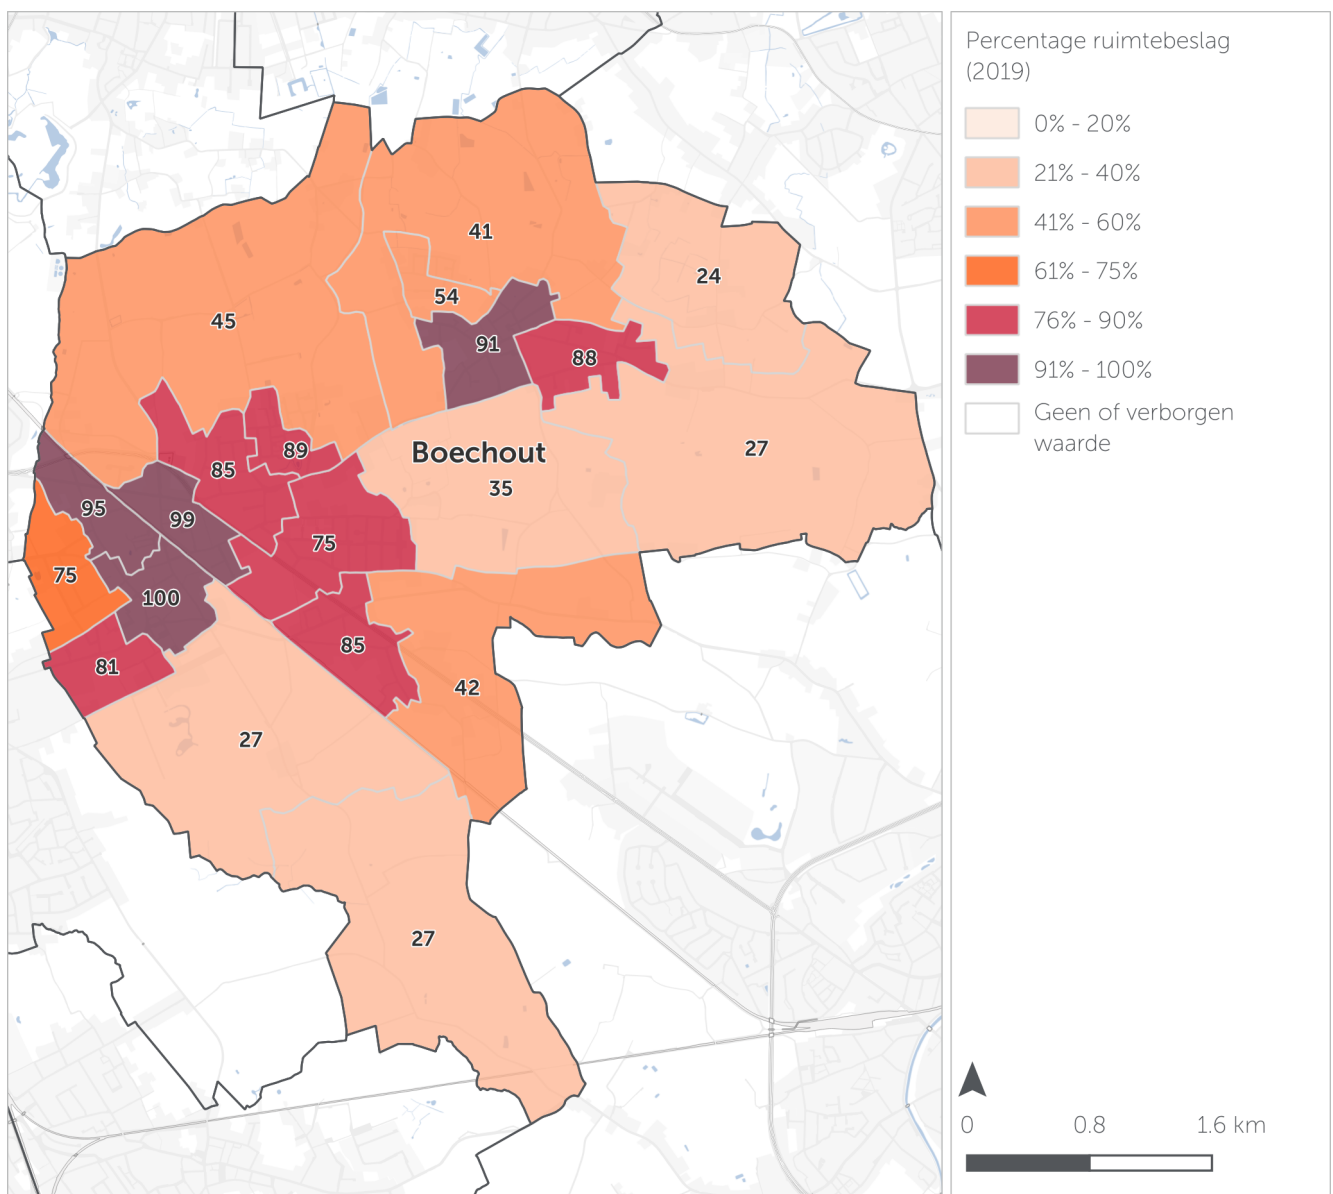 Percentage ruimtebeslag
(2019)
0% - 20%
21% - 40%
41% - 60%
61% - 75%
76% - 90%
91% - 100%
Geen of verborgen
waarde
41
24
54
45
91
88
27
Boechout
35
89
85
95
99
75
75
100
85
81
42
27
27
0 0.8 1.6 km